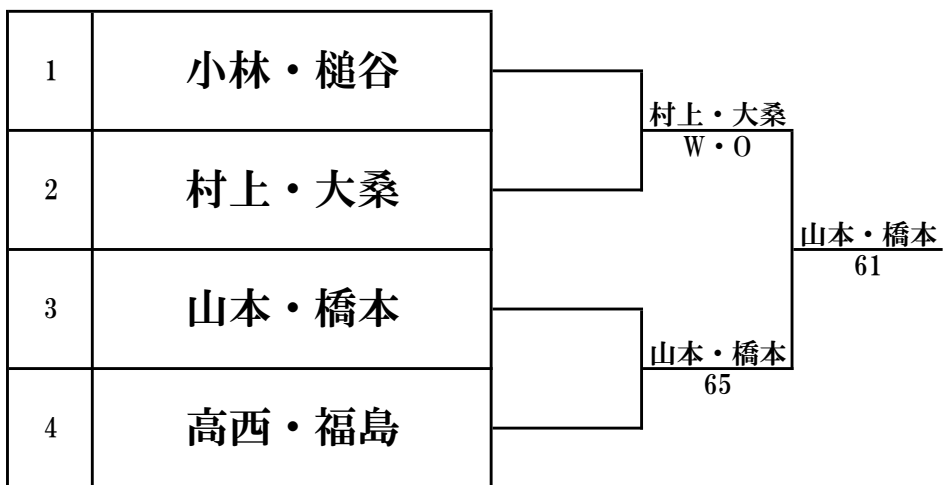 1 小林・槌谷
村上・大桑
W・O
2 村上・大桑
山本・橋本
61
3 山本・橋本
山本・橋本
65
4 高西・福島